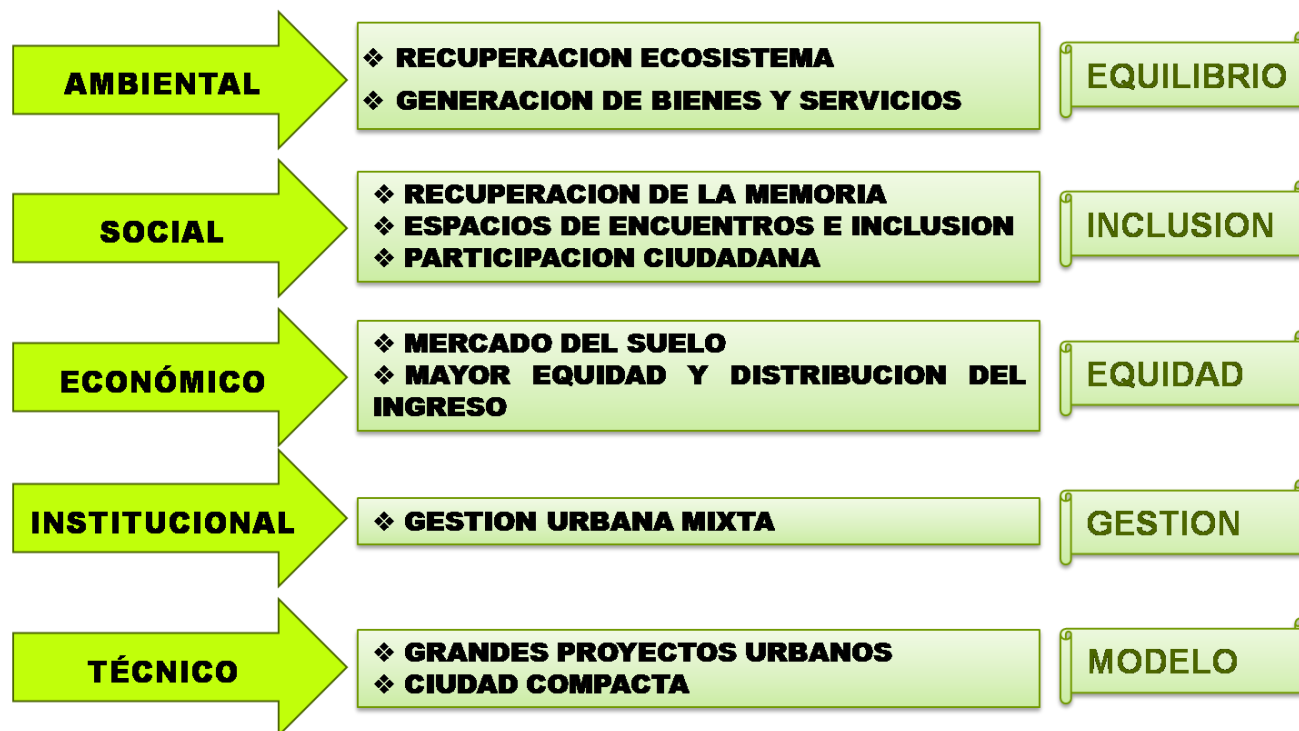 AMBIENTAL
❖ RECUPERACION ECOSISTEMA
❖ GENERACION DE BIENES Y SERVICIOS
EQUILIBRIO
SOCIAL
❖ RECUPERACION DE LA MEMORIA
❖ ESPACIOS DE ENCUENTROS E INCLUSION
❖ PARTICIPACION CIUDADANA
INCLUSION
ECONÓMICO
❖ MERCADO DEL SUELO
❖ MAYOR EQUIDAD Y DISTRIBUCION DEL
INGRESO
EQUIDAD
INSTITUCIONAL
❖ GESTION URBANA MIXTA
GESTION
TÉCNICO
❖ GRANDES PROYECTOS URBANOS
❖ CIUDAD COMPACTA
MODELO